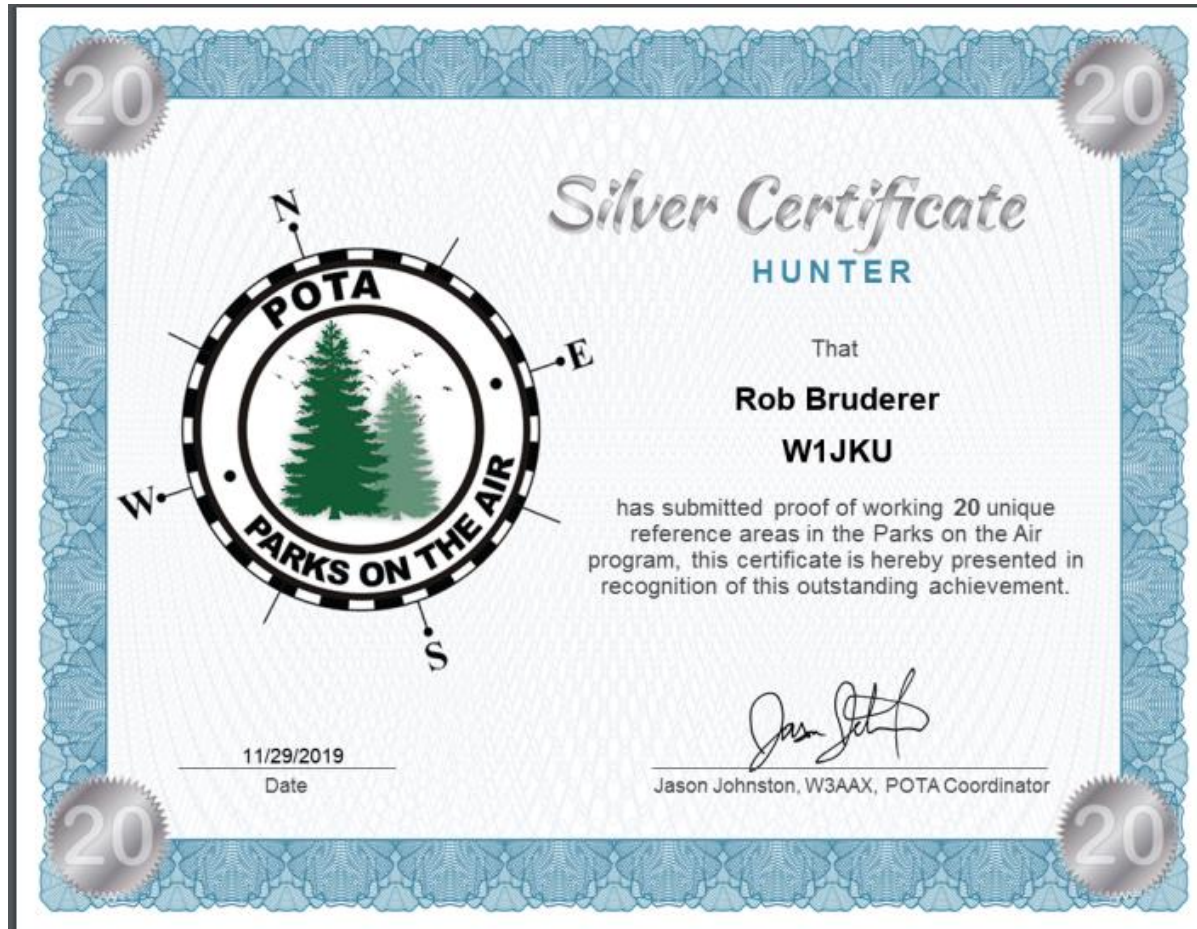 20
20
Silver Certificate
HUNTER
N
E
S
W
POTA
PARKS ON THE AIR
That
Rob Bruderer
W1JKU
has submitted proof of working 20 unique
reference areas in the Parks on the Air
program, this certificate is hereby presented in
recognition of this outstanding achievement.
11/29/2019
Date
Jason Johnston, W3AAX, POTA Coordinator
20
20